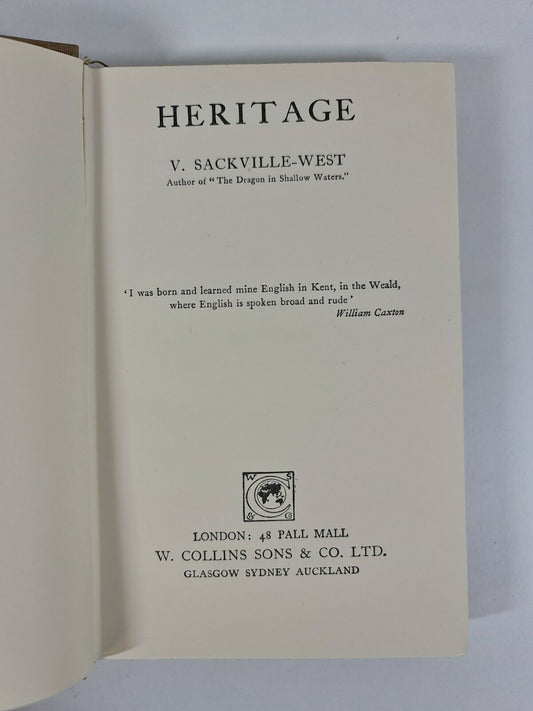 HERITAGE
V. SACKVILLE-WEST
Author of "The Dragon in Shallow Waters."
'I was born and learned mine English in Kent, in the Weald,
where English is spoken broad and rude'
William Caxton
W S
C
& Co
LONDON: 48 PALL MALL
W. COLLINS SONS & CO. LTD.
GLASGOW SYDNEY AUCKLAND